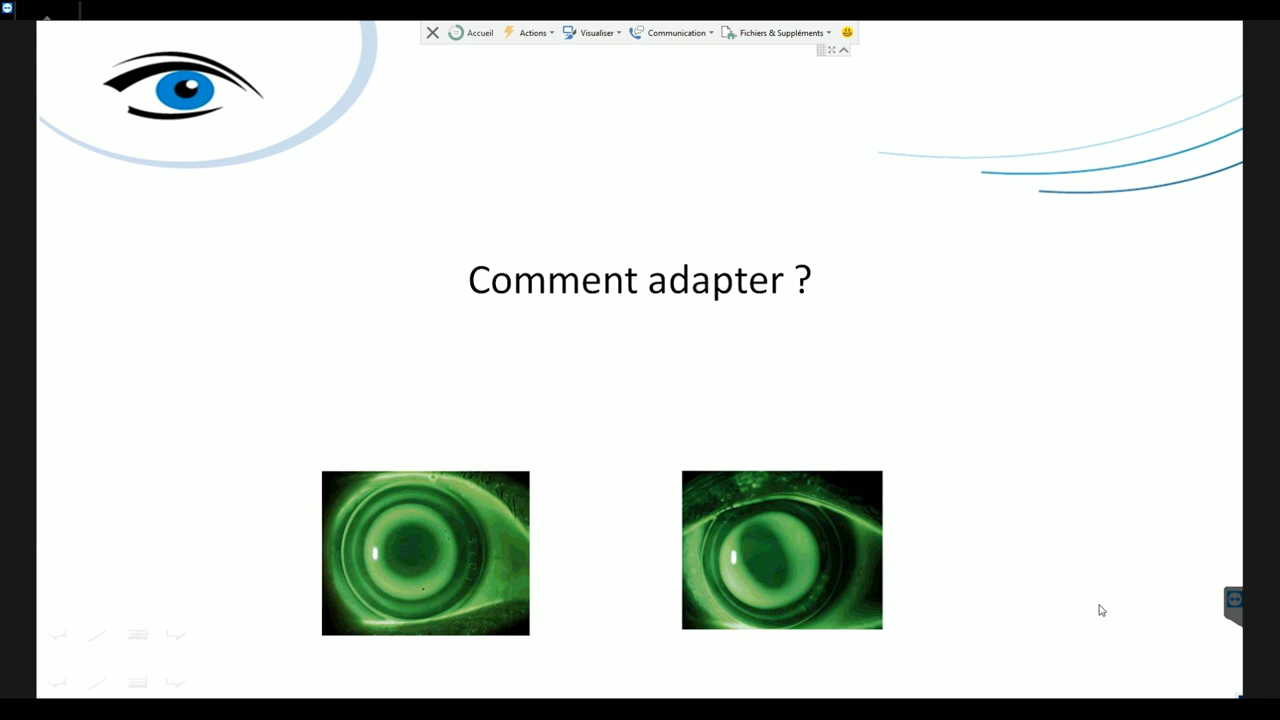 Accueil
Actions
Visualiser
Communication
Fichiers & Suppléments
Comment adapter ?